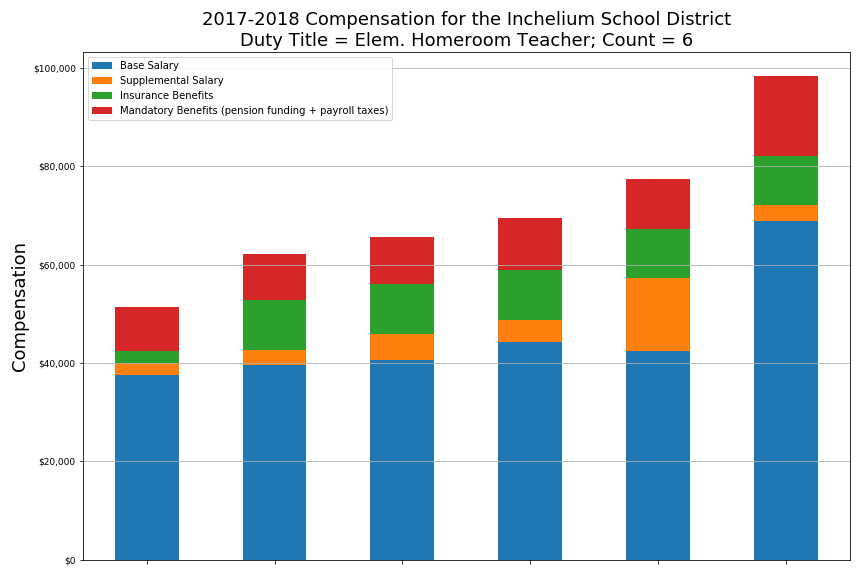 2017-2018 Compensation for the Inchelium School District
Duty Title = Elem. Homeroom Teacher; Count = 6
Base Salary
Supplemental Salary
Insurance Benefits
Mandatory Benefits (pension funding + payroll taxes)
$100,000
$80,000
$60,000
$40,000
$20,000
$0
Compensation